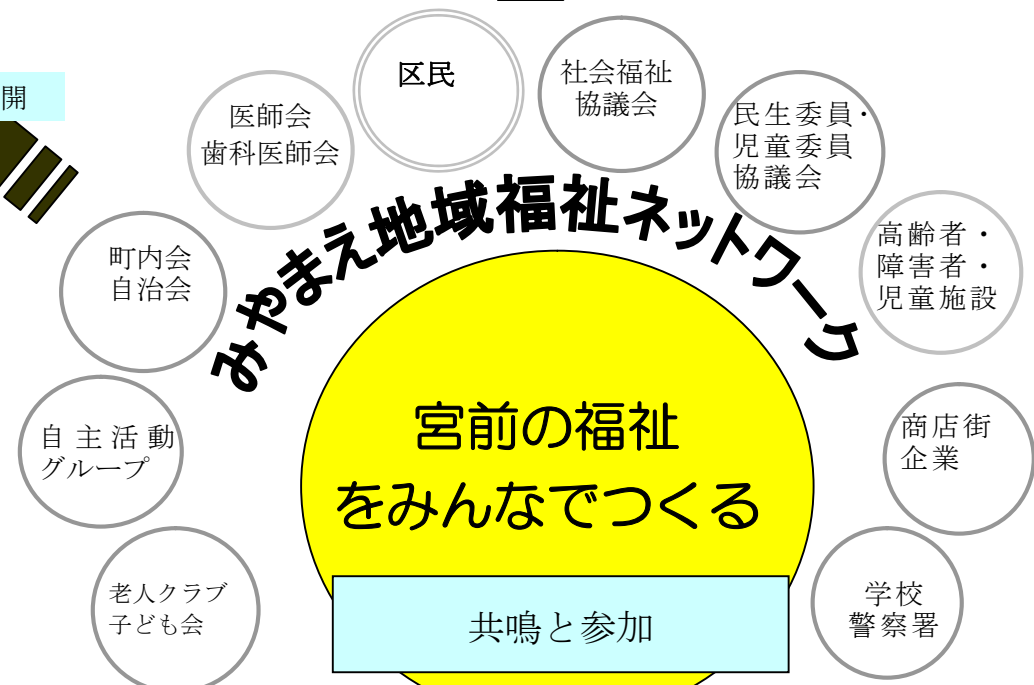 開
区民
社会福祉
協議会
医師会
歯科医師会
民生委員・
児童委員
協議会
みやまえ地域福祉ネットワーク
高齢者・
障害者・
児童施設
町内会
自治会
自主活動
グループ
商店街
企業
宮前の福祉
をみんなでつくる
老人クラブ
子ども会
学校
警察署
共鳴と参加